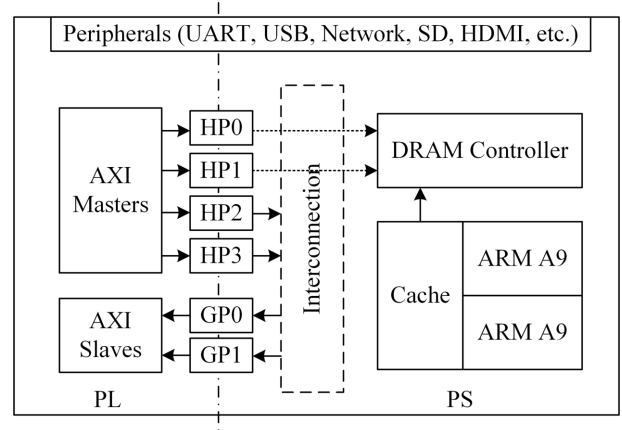 Peripherals (UART, USB, Network, SD, HDMI, etc.)
AXI
Masters
HP0
HP1
HP2
HP3
Interconnection
DRAM Controller
Cache
ARM A9
ARM A9
AXI
Slaves
GP0
GP1
PL
PS